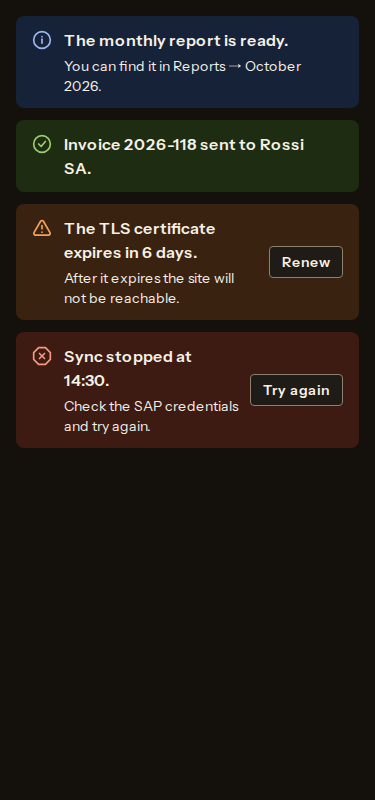 The monthly report is ready.
You can find it in Reports → October
2026.
Invoice 2026-118 sent to Rossi
SA.
The TLS certificate
expires in 6 days.
After it expires the site will
not be reachable.
Renew
Sync stopped at
14:30.
Check the SAP credentials
and try again.
Try again